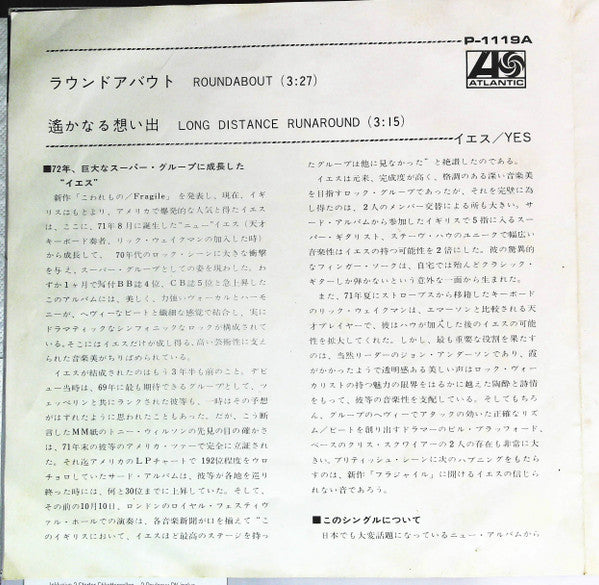 P-1119A
ATLANTIC
ラウンドアバウト ROUNDABOUT (3:27)
遙かなる想い出 LONG DISTANCE RUNAROUND (3:15)
イエス／YES
■72年、巨大なスーパー・グループに成長した
“イエス”
新作「こわれもの／Fragile」を発表し、現在、イギ
リスはもとより、アメリカで爆発的な人気と得たイエス
は、ここに、71年8月に誕生した“ニュー”イエス（天才
キーボード奏者、リック・ウェイクマンの加入した時）
から成長して、 70年代のロック・シーンに大きな衝撃
を与え、スーパー・グループとしての姿を現わした。わ
ずか1ヶ月で BB誌4位、CB誌5位と急上昇した
このアルバムには、美しく、力強いヴォーカルとハーモ
ニーが、ヘヴィーなビートと繊細な感覚で結合し、実に
ドラマティックなシンフォニックなロックが構成されて
いる。そこにはイエスだけが成し得る、高い芸術性に支え
られた音楽美がちりばめられている。
イエスが結成されたのはもう3年半も前のこと。デビ
ュー当時は、69年に最も期待できるグループとして、ツ
ェッペリンと共にランクされた彼等も、一時はその予想
がはずれたように思われたこともあった。だが、こう断
言したMM紙のトニー・ウィルソンの先見の目の確かさ
は、71年末の彼等のアメリカ・ツアーで完全に立証され
た。それ迄アメリカのLPチャートで 192位程度をウロ
チョロしていたサード・アルバムは、彼等が各地を巡り
終った時には、何と30位までに上昇していた。そして、
その前の10月10日、ロンドンのロイヤル・フェスティヴ
ァル・ホールでの演奏は、各音楽新聞が口を揃えて“こ
のイギリスにおいて、イエスほど最高のステージを持っ
たグループは他に見なかった”と絶讃したのである。
イエスは元来、完成度が高く、格調のある深い音楽美
を目指すロック・グループであったが、それを完璧に為
し得たのは、2人のメンバー交替による所も大きい。サ
ード・アルバムから参加したイギリスで5指に入るスー
パー・ギタリスト、スティーヴ・ハウのユニークで幅広い
音楽性はイエスの持つ可能性を2倍にした。彼の驚異的
なフィンガー・ワークは、自宅では殆んどクラシック・
ギターしか弾かないという意外な一面から生まれた。
また、71年夏にストローブスから移籍したキーボード
のリック・ウェイクマンは、エマーソンと比較される天
才プレイヤーで、彼はハウが加入した後のイエスの可能
性を拡大してくれた。しかし、最も重要な役割を果たす
のは、当然リーダーのジョン・アンダーソンであり、霞
がかかったようで透明感ある美しい声はロック・ヴォー
カリストの持つ魅力の限界をはるかに越えた陶酔と詩情
をもって、彼等の音楽性を支配している。そしてもちろ
ん、グループのヘヴィーでアタックの効いた正確なリズ
ム／ビートを創り出すドラマーのビル・ブラッフォード、
ベースのクリス・スクワイアーの2人の存在も非常に大
きい。ブリティッシュ・シーンに次のハプニングをもたら
すのは、新作「フラジャイル」に聞けるイエスの信じら
れない音であろう。
■このシングルについて
日本でも大変話題になっているニュー・アルバムから